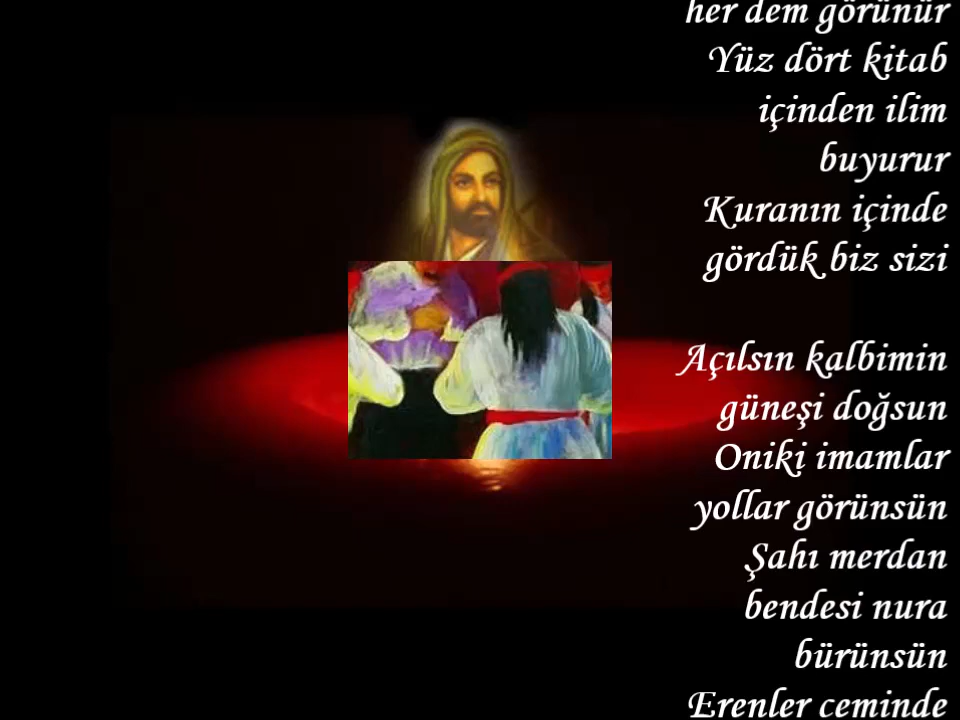 her dem görünür
Yüz dört kitab
içinden ilim
buyurur
Kuranın içinde
gördük biz sizi
Açılsın kalbimin
güneşi doğsun
Oniki imamlar
yollar görünsün
Şahı merdan
bendesi nura
bürünsün
Erenler ceminde